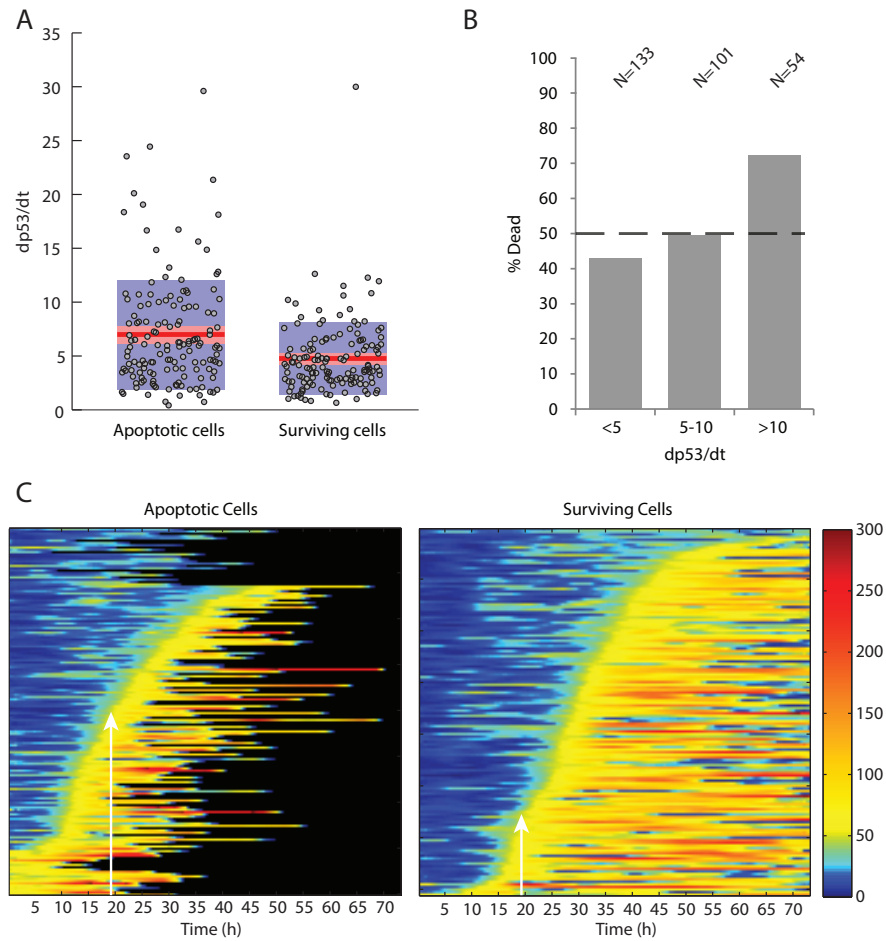 A
35
30
25
20
15
10
5
0
dp53/dt
Apoptotic cells
Surviving cells
B
N=133
N=101
N=54
100
90
80
70
60
50
40
30
20
10
0
% Dead
<5
5-10
>10
dp53/dt
C
Apoptotic Cells
5 10 15 20 25 30 35 40 45 50 55 60 65 70
Time (h)
Surviving Cells
5 10 15 20 25 30 35 40 45 50 55 60 65 70
Time (h)
300
250
200
150
100
50
0